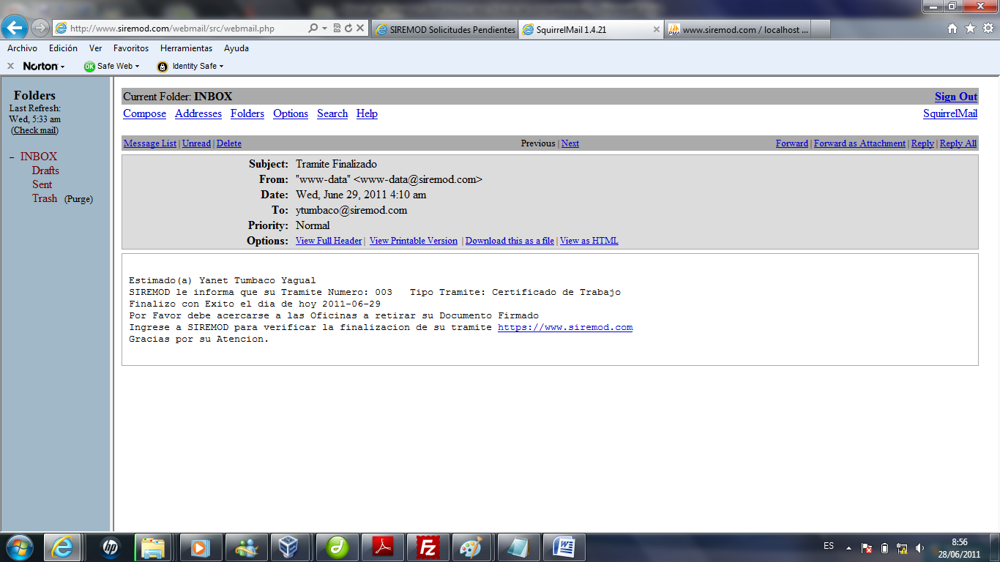 http://www.siremod.com/webmail/src/webmail.php
SIREMOD Solicitudes Pendientes
SquirrelMail 1.4.21
www.siremod.com / localhost ...
Archivo Edición Ver Favoritos Herramientas Ayuda
x Norton OK Safe Web Identity Safe
Folders
Last Refresh:
Wed, 5:33 am
(Check mail)
– INBOX
Drafts
Sent
Trash (Purge)
Current Folder: INBOX Sign Out
Compose Addresses Folders Options Search Help SquirrelMail
Message List | Unread | Delete Previous | Next Forward | Forward as Attachment | Reply | Reply All
Subject: Tramite Finalizado
From: "www-data" <www-data@siremod.com>
Date: Wed, June 29, 2011 4:10 am
To: ytumbaco@siremod.com
Priority: Normal
Options: View Full Header | View Printable Version | Download this as a file | View as HTML
Estimado(a) Yanet Tumbaco Yagual
SIREMOD le informa que su Tramite Numero: 003 Tipo Tramite: Certificado de Trabajo
Finalizo con Exito el dia de hoy 2011-06-29
Por Favor debe acercarse a las Oficinas a retirar su Documento Firmado
Ingrese a SIREMOD para verificar la finalizacion de su tramite https://www.siremod.com
Gracias por su Atencion.
hp
ES
8:56
28/06/2011